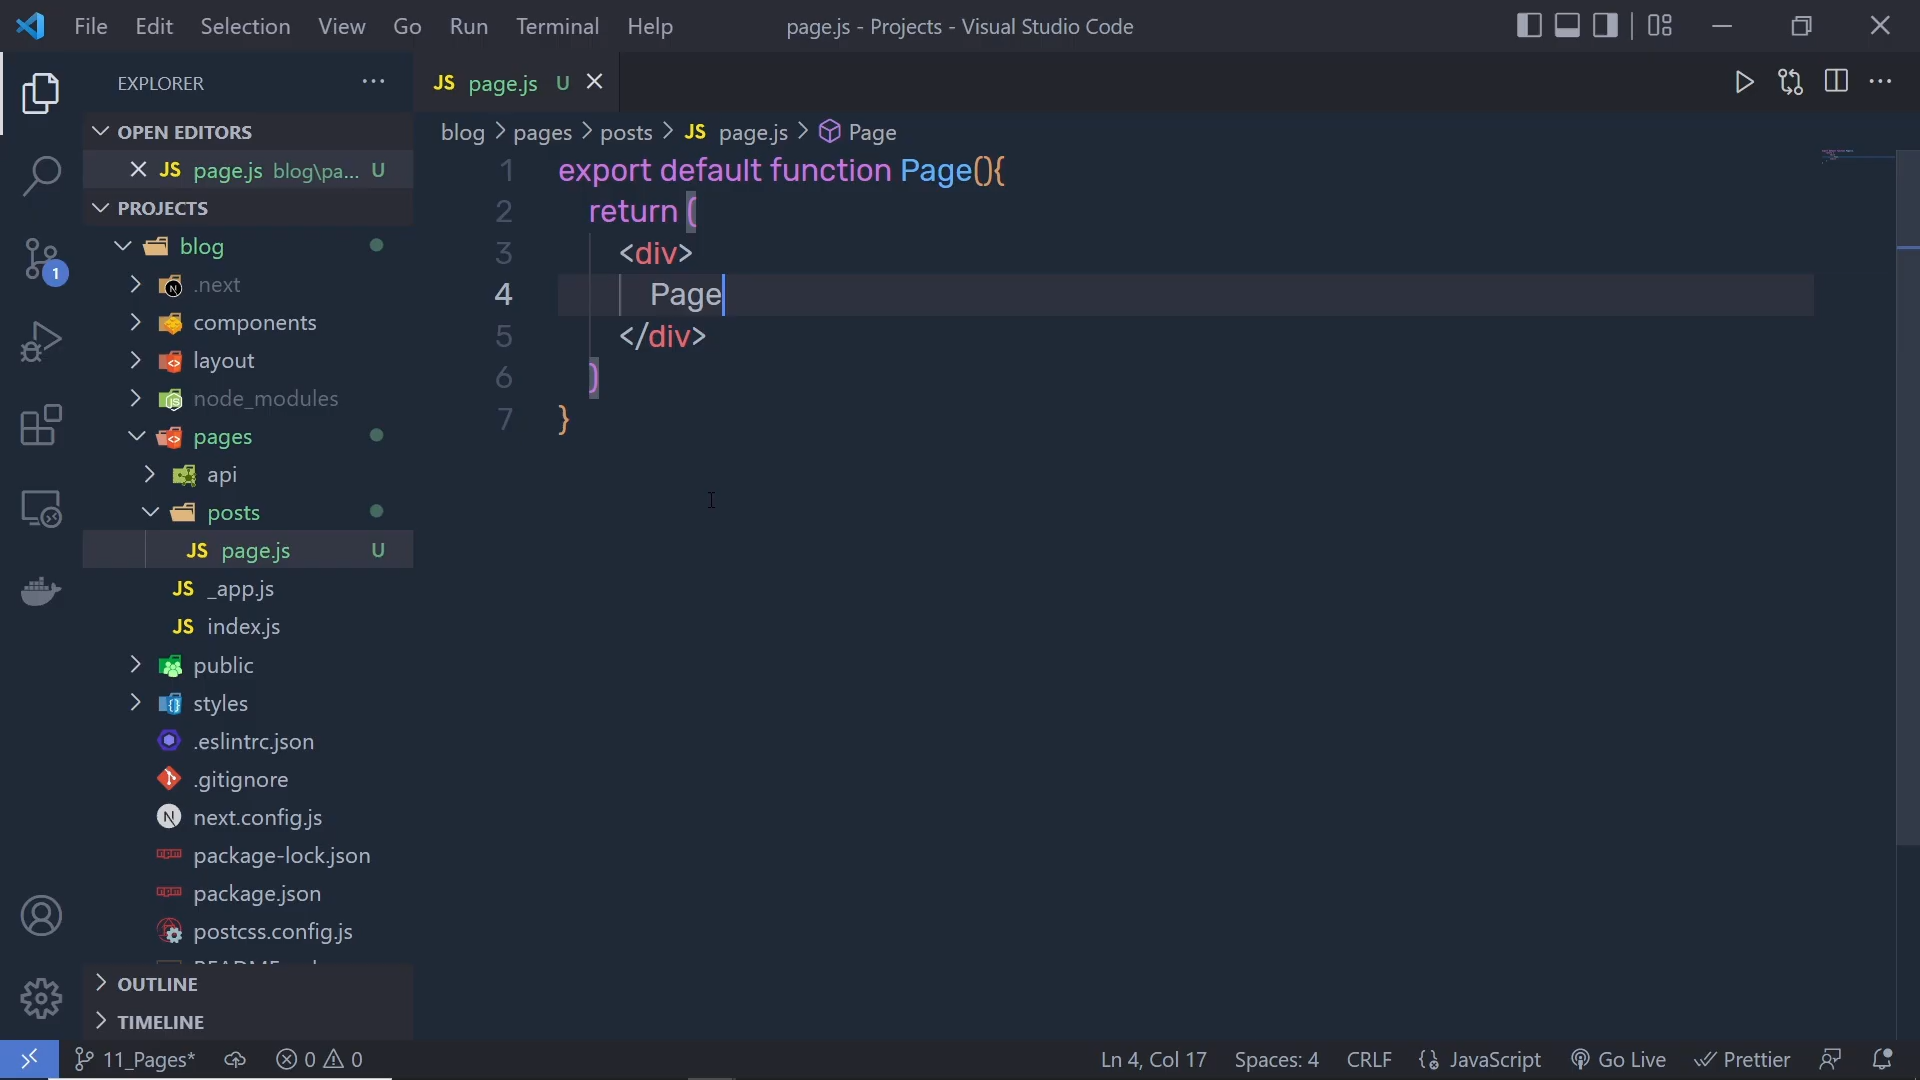 File Edit Selection View Go Run Terminal Help page.js - Projects - Visual Studio Code
EXPLORER
JS page.js U
OPEN EDITORS
JS page.js blog\pa... U
PROJECTS
blog
.next
components
layout
node_modules
pages
api
posts
JS page.js U
JS _app.js
JS index.js
public
styles
.eslintrc.json
.gitignore
next.config.js
package-lock.json
package.json
postcss.config.js
OUTLINE
TIMELINE
blog > pages > posts > JS page.js > Page
1 export default function Page(){
2 return (
3 <div>
4 Page
5 </div>
6 )
7 }
1
11_Pages* 0 0 Ln 4, Col 17 Spaces: 4 CRLF JavaScript Go Live Prettier